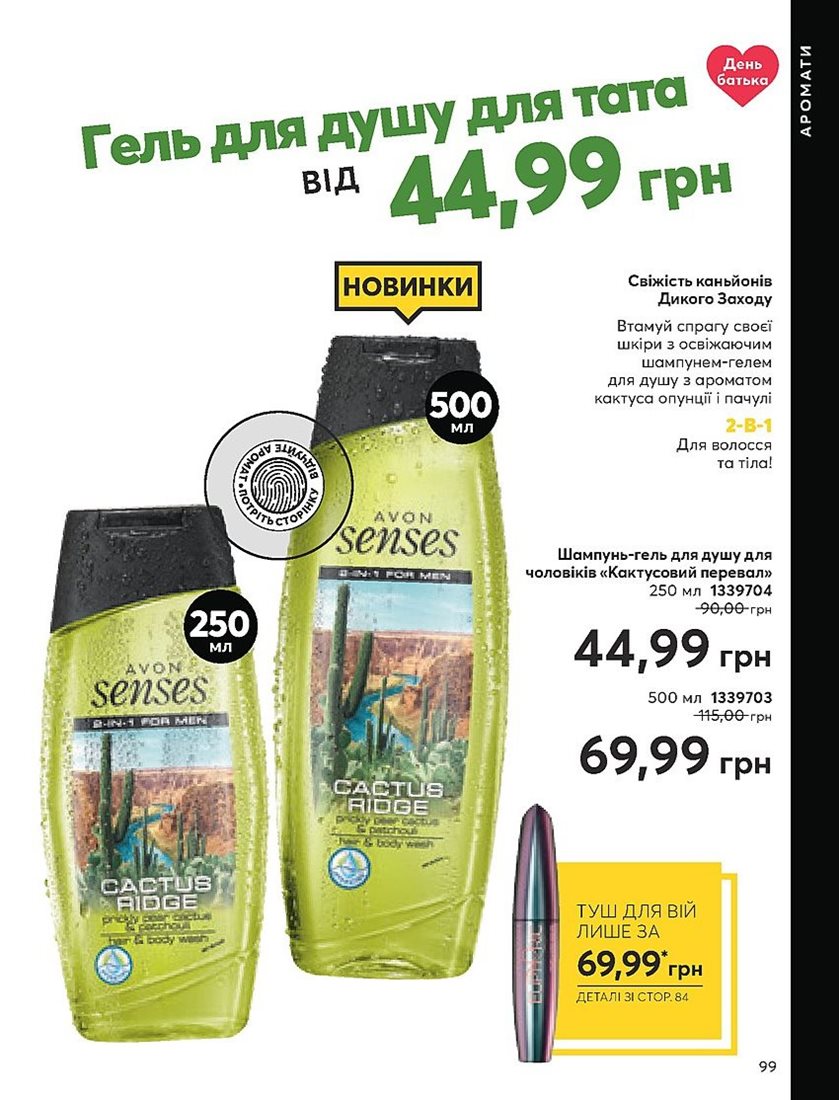 АРОМАТИ
День
батька
Гель для душу для тата
ВІД 44,99 грн
НОВИНКИ
Свіжість каньйонів
Дикого Заходу
Втамуй спрагу своєї
шкіри з освіжаючим
шампунем-гелем
для душу з ароматом
кактуса опунції і пачулі
2-В-1
Для волосся
та тіла!
500
МЛ
ВІДЧУЙТЕ АРОМАТ
ПОТРІТЬ СТОРІНКУ
AVON
senses
2-IN-1 FOR MEN
CACTUS
RIDGE
prickly pear cactus
& patchouli
hair & body wash
250
МЛ
AVON
senses
2-IN-1 FOR MEN
CACTUS
RIDGE
prickly pear cactus
& patchouli
hair & body wash
Шампунь-гель для душу для
чоловіків «Кактусовий перевал»
250 мл 1339704
90,00 грн
44,99 грн
500 мл 1339703
115,00 грн
69,99 грн
EUPHORIC
ТУШ ДЛЯ ВІЙ
ЛИШЕ ЗА
69,99* грн
ДЕТАЛІ ЗІ СТОР. 84
99